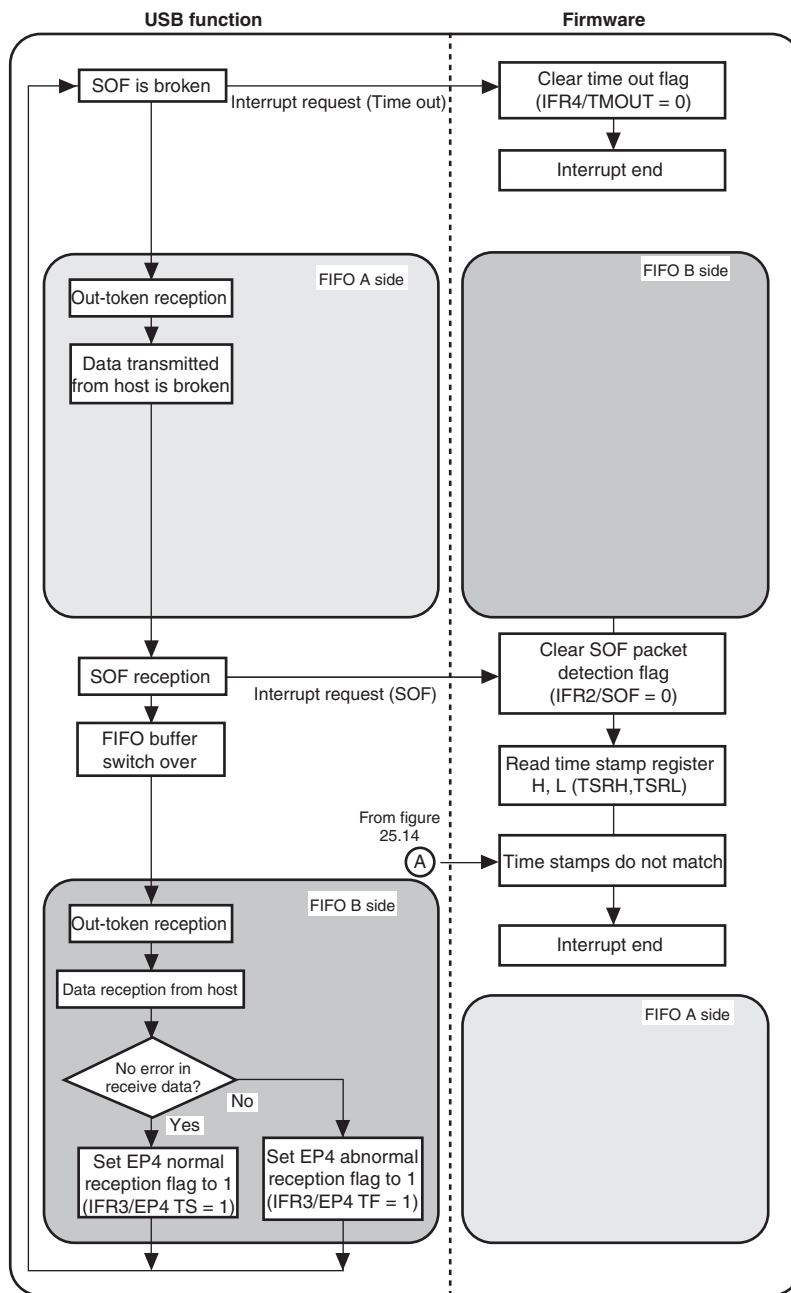 USB function
Firmware
SOF is broken
Interrupt request (Time out)
Clear time out flag
(IFR4/TMOUT = 0)
Interrupt end
FIFO A side
FIFO B side
Out-token reception
Data transmitted
from host is broken
SOF reception
Interrupt request (SOF)
Clear SOF packet
detection flag
(IFR2/SOF = 0)
FIFO buffer
switch over
Read time stamp register
H, L (TSRH,TSRL)
From figure
25.14
A
Time stamps do not match
FIFO B side
Out-token reception
Interrupt end
Data reception from host
FIFO A side
No error in
receive data?
No
Yes
Set EP4 normal
reception flag to 1
(IFR3/EP4 TS = 1)
Set EP4 abnormal
reception flag to 1
(IFR3/EP4 TF = 1)